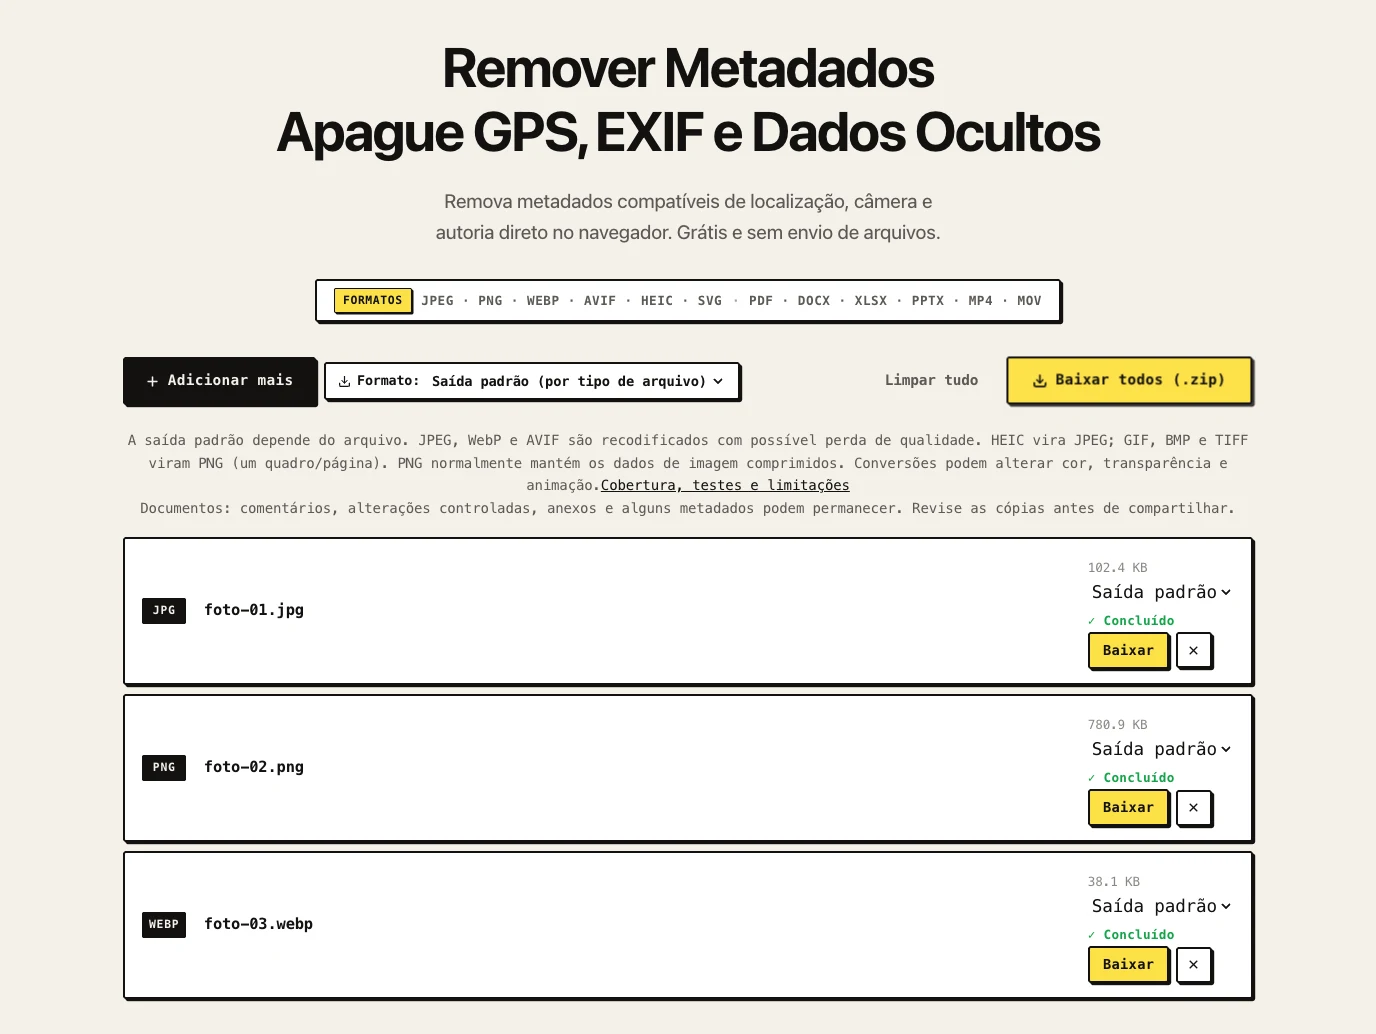 Remover Metadados
Apague GPS, EXIF e Dados Ocultos
Remova metadados compatíveis de localização, câmera e
autoria direto no navegador. Grátis e sem envio de arquivos.
FORMATOS JPEG · PNG · WEBP · AVIF · HEIC · SVG · PDF · DOCX · XLSX · PPTX · MP4 · MOV
+ Adicionar mais Formato: Saída padrão (por tipo de arquivo) Limpar tudo Baixar todos (.zip)
A saída padrão depende do arquivo. JPEG, WebP e AVIF são recodificados com possível perda de qualidade. HEIC vira JPEG; GIF, BMP e TIFF
viram PNG (um quadro/página). PNG normalmente mantém os dados de imagem comprimidos. Conversões podem alterar cor, transparência e
animação.Cobertura, testes e limitações
Documentos: comentários, alterações controladas, anexos e alguns metadados podem permanecer. Revise as cópias antes de compartilhar.
JPG foto-01.jpg
102.4 KB
Saída padrão
✓ Concluído
Baixar ×
PNG foto-02.png
780.9 KB
Saída padrão
✓ Concluído
Baixar ×
WEBP foto-03.webp
38.1 KB
Saída padrão
✓ Concluído
Baixar ×